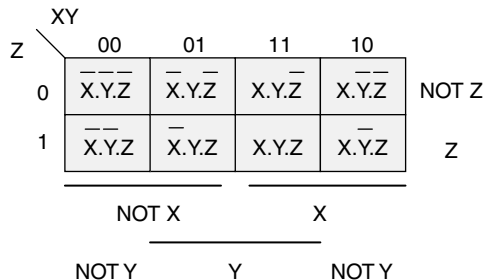 XY
Z 00 01 11 10
0 X̅.Y̅.Z̅ X̅.Y.Z̅ X.Y.Z̅ X.Y̅.Z̅ NOT Z
1 X̅.Y̅.Z X̅.Y.Z X.Y.Z X.Y̅.Z Z
NOT X X
NOT Y Y NOT Y